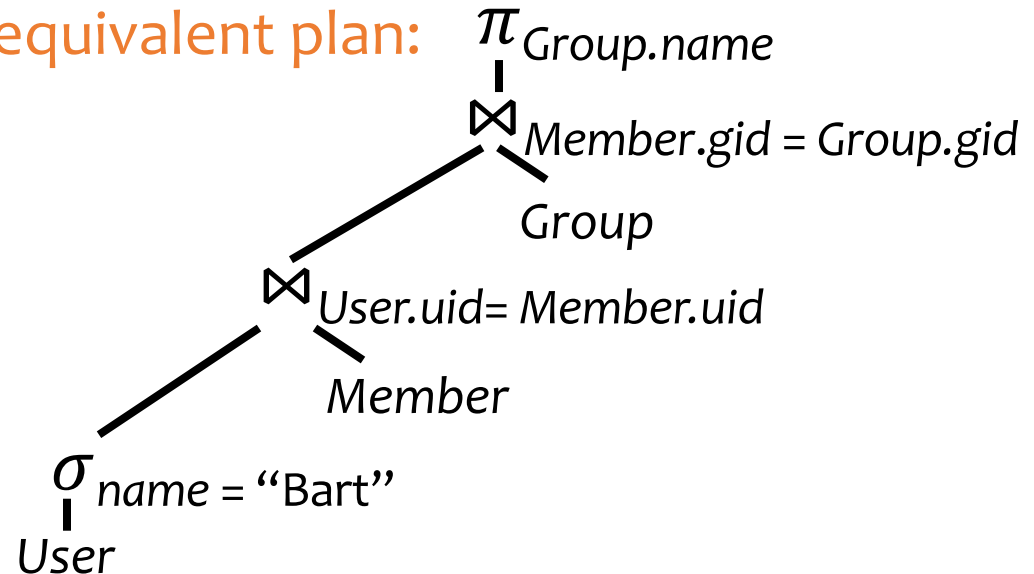 equivalent plan:
π Group.name
⋈ Member.gid = Group.gid
Group
⋈ User.uid= Member.uid
Member
σ name = “Bart”
User